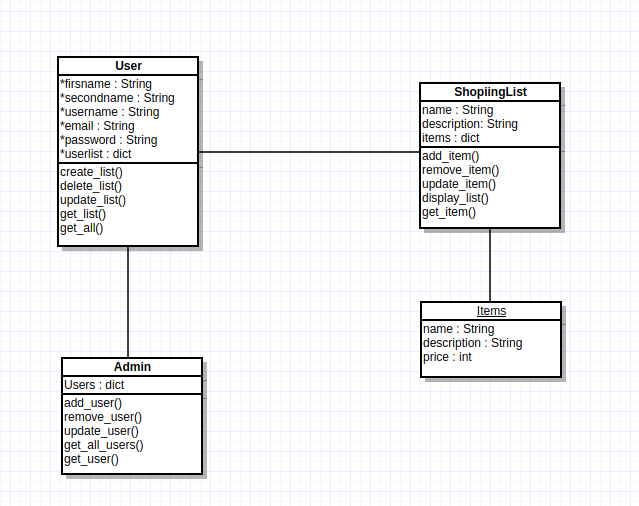 User
*firsname : String
*secondname : String
*username : String
*email : String
*password : String
*userlist : dict
create_list()
delete_list()
update_list()
get_list()
get_all()
ShopiingList
name : String
description: String
items : dict
add_item()
remove_item()
update_item()
display_list()
get_item()
Items
name : String
description : String
price : int
Admin
Users : dict
add_user()
remove_user()
update_user()
get_all_users()
get_user()